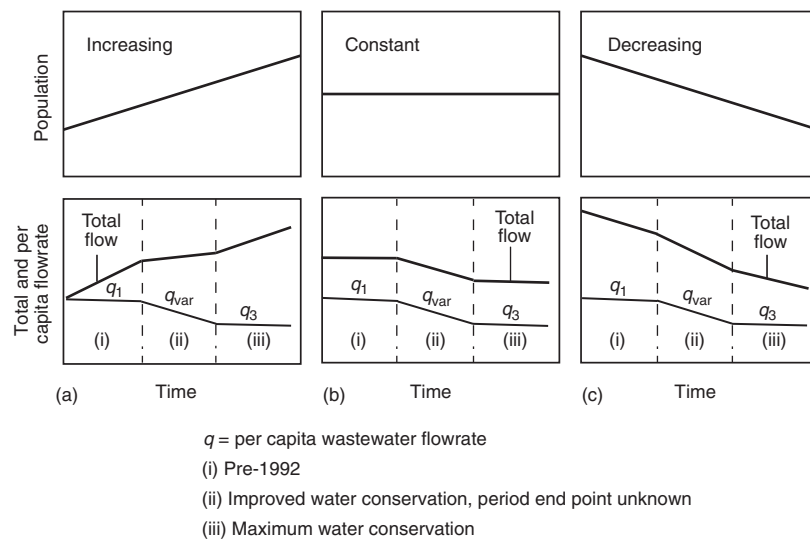 Increasing
Constant
Decreasing
Population
Total
flow
q1
qvar
q3
(i)
(ii)
(iii)
Total
flow
q1
qvar
q3
(i)
(ii)
(iii)
Total
flow
q1
qvar
q3
(i)
(ii)
(iii)
Total and per
capita flowrate
(a)
Time
(b)
Time
(c)
Time
q = per capita wastewater flowrate
(i) Pre-1992
(ii) Improved water conservation, period end point unknown
(iii) Maximum water conservation